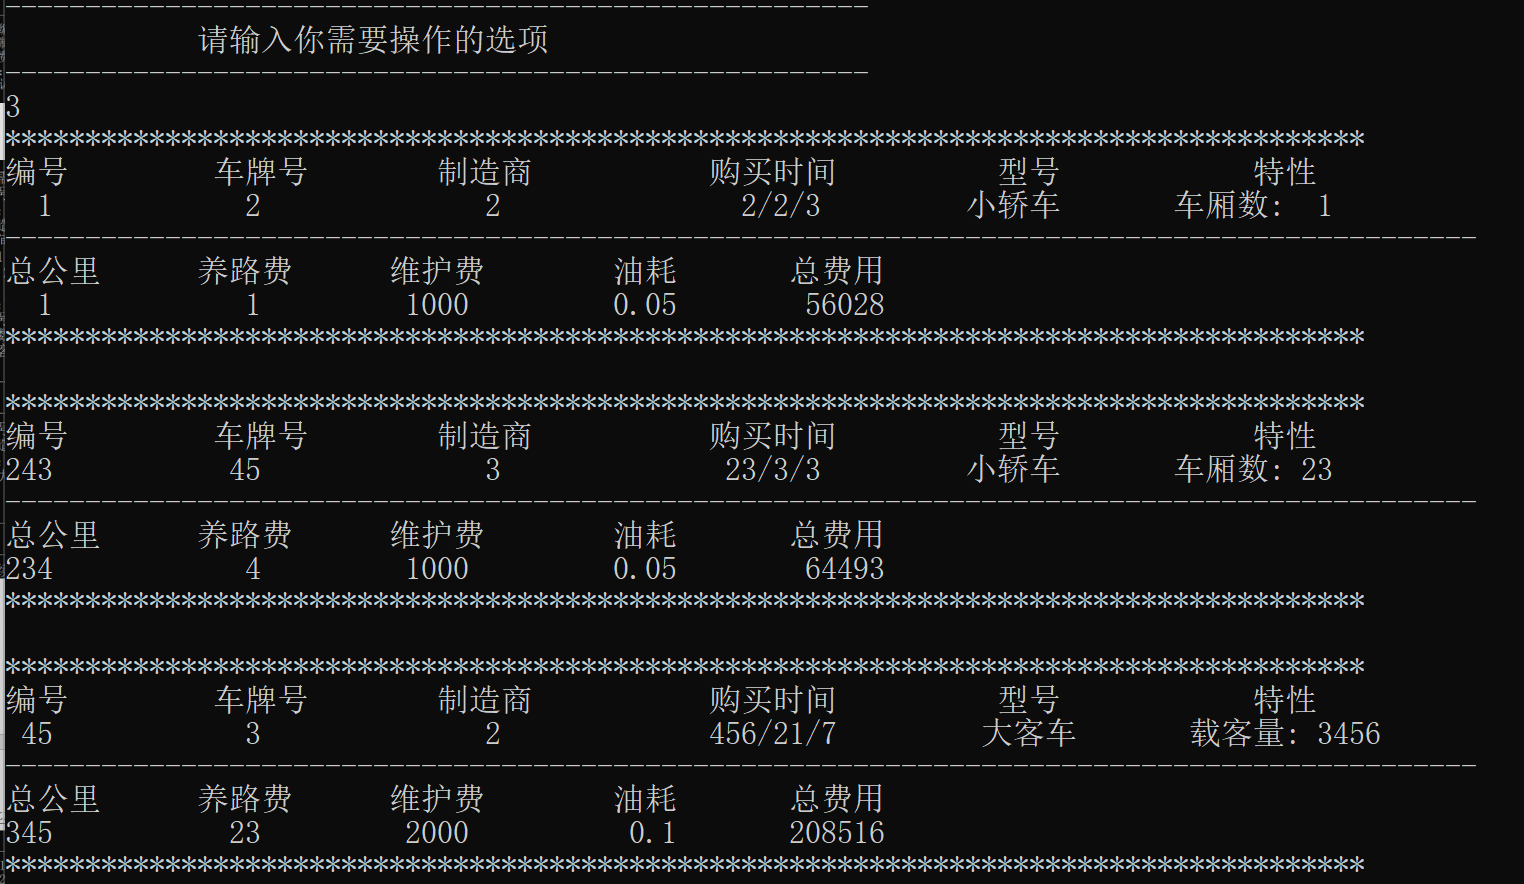 ------------------------------------------------------
请输入你需要操作的选项
------------------------------------------------------
3
*************************************************************************************
编号 车牌号 制造商 购买时间 型号 特性
1 2 2 2/2/3 小轿车 车厢数: 1
--------------------------------------------------------------------------------------------
总公里 养路费 维护费 油耗 总费用
1 1 1000 0.05 56028
*************************************************************************************
*************************************************************************************
编号 车牌号 制造商 购买时间 型号 特性
243 45 3 23/3/3 小轿车 车厢数: 23
--------------------------------------------------------------------------------------------
总公里 养路费 维护费 油耗 总费用
234 4 1000 0.05 64493
*************************************************************************************
*************************************************************************************
编号 车牌号 制造商 购买时间 型号 特性
45 3 2 456/21/7 大客车 载客量: 3456
--------------------------------------------------------------------------------------------
总公里 养路费 维护费 油耗 总费用
345 23 2000 0.1 208516
*************************************************************************************